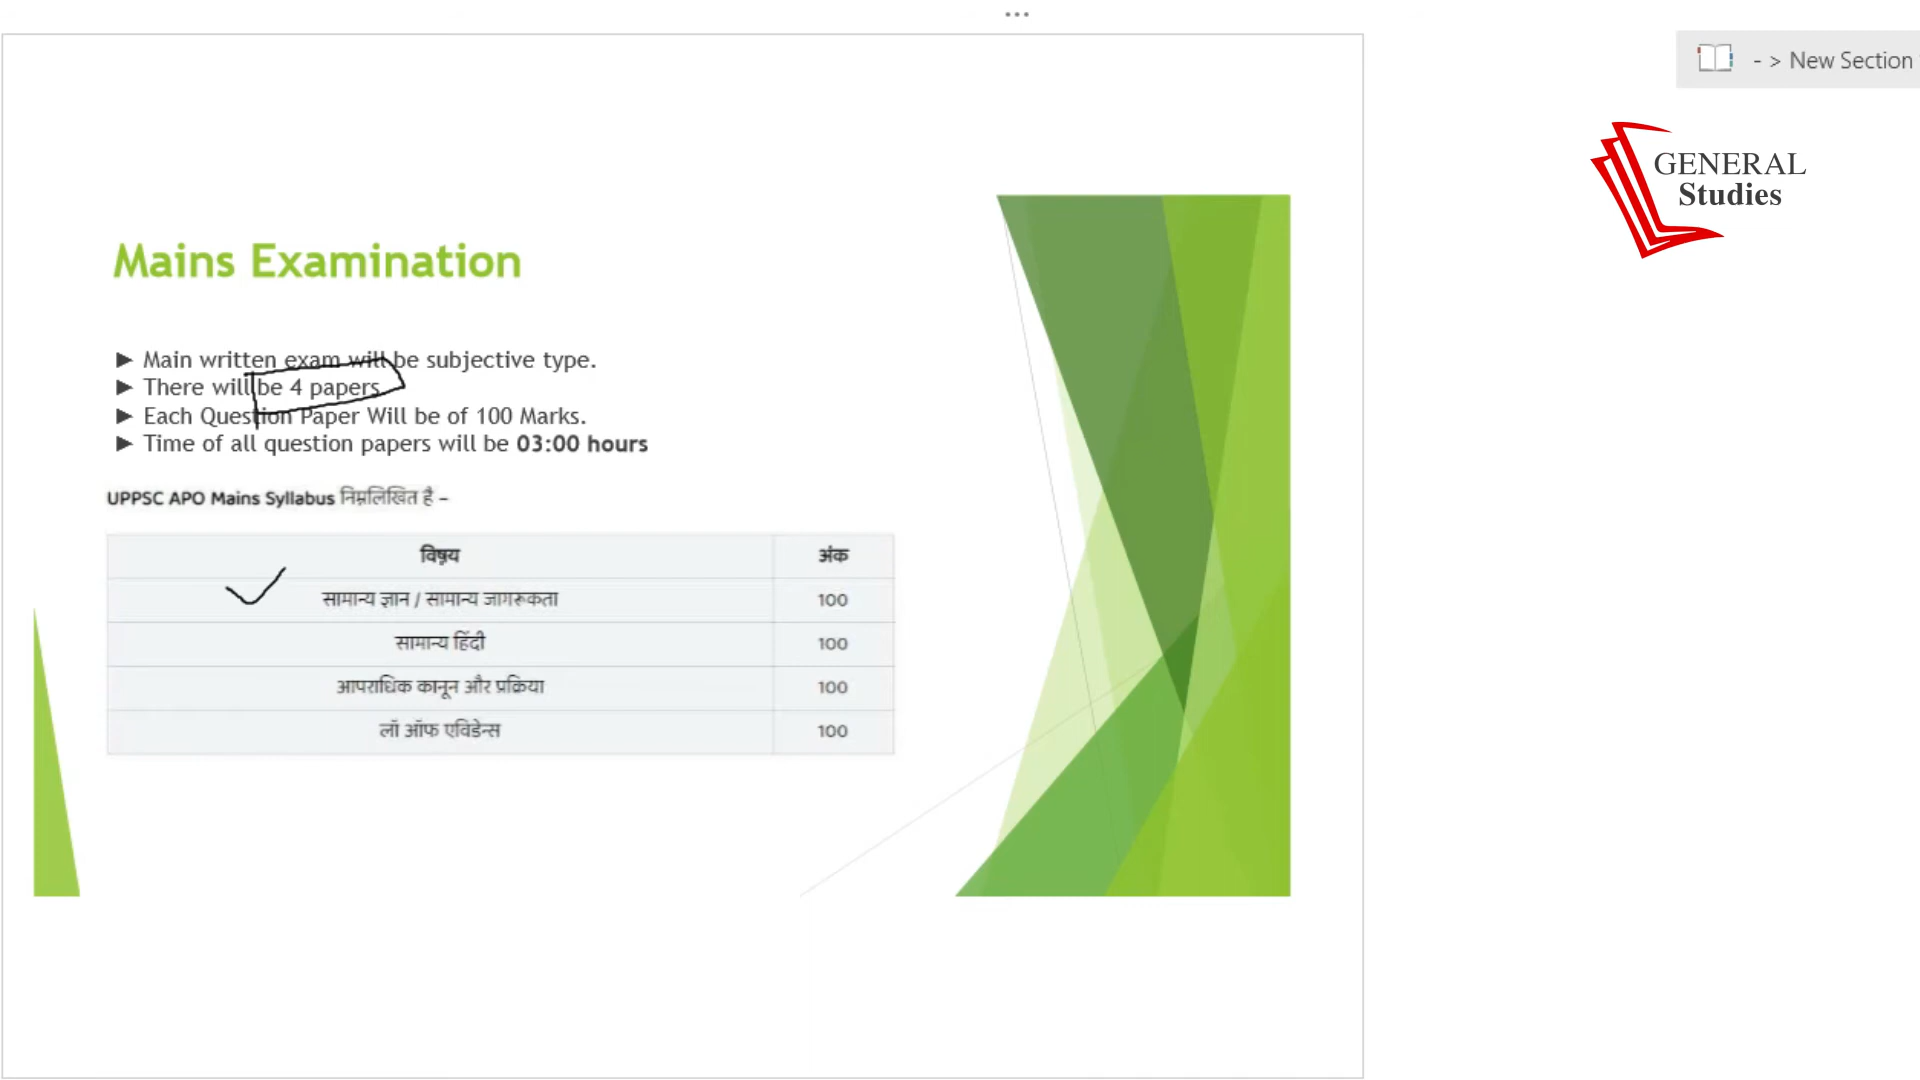 - > New Section
GENERAL
Studies
Mains Examination
► Main written exam will be subjective type.
► There will be 4 papers
► Each Question Paper Will be of 100 Marks.
► Time of all question papers will be 03:00 hours
UPPSC APO Mains Syllabus निम्नलिखित है –
विषय अंक
सामान्य ज्ञान / सामान्य जागरूकता 100
सामान्य हिंदी 100
आपराधिक कानून और प्रक्रिया 100
लॉ ऑफ एविडेन्स 100